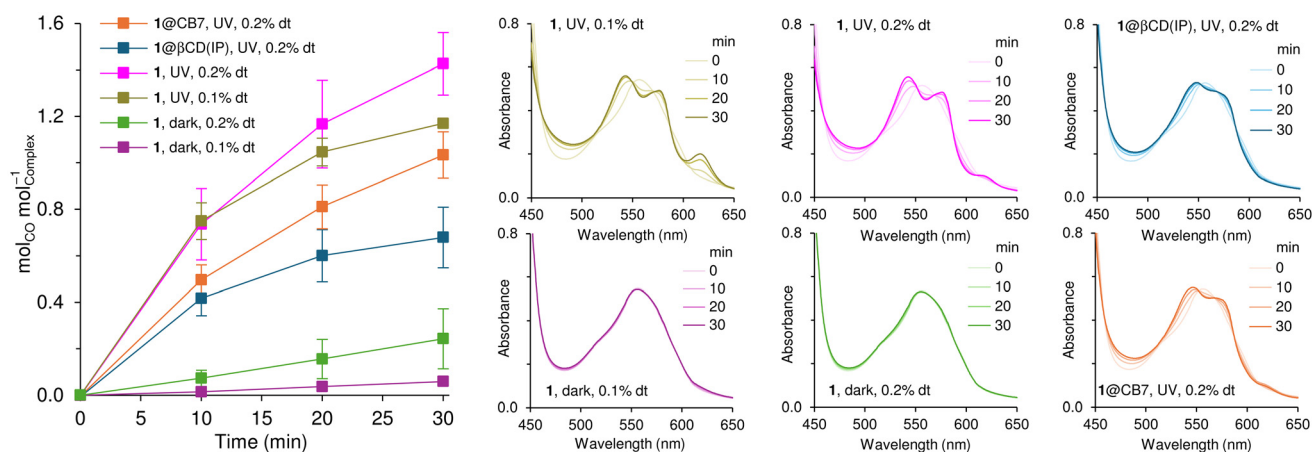 1.6
1.2
0.8
0.4
0.0
mol_CO mol⁻¹_Complex
1@CB7, UV, 0.2% dt
1@βCD(IP), UV, 0.2% dt
1, UV, 0.2% dt
1, UV, 0.1% dt
1, dark, 0.2% dt
1, dark, 0.1% dt
0 5 10 15 20 25 30
Time (min)
0.8
0.0
Absorbance
1, UV, 0.1% dt
min
0
10
20
30
450 500 550 600 650
Wavelength (nm)
0.8
0.0
Absorbance
1, UV, 0.2% dt
min
0
10
20
30
450 500 550 600 650
Wavelength (nm)
0.8
0.0
Absorbance
1@βCD(IP), UV, 0.2% dt
min
0
10
20
30
450 500 550 600 650
Wavelength (nm)
0.8
0.0
Absorbance
min
0
10
20
30
1, dark, 0.1% dt
450 500 550 600 650
Wavelength (nm)
0.8
0.0
Absorbance
min
0
10
20
30
1, dark, 0.2% dt
450 500 550 600 650
Wavelength (nm)
0.8
0.0
Absorbance
min
0
10
20
30
1@CB7, UV, 0.2% dt
450 500 550 600 650
Wavelength (nm)